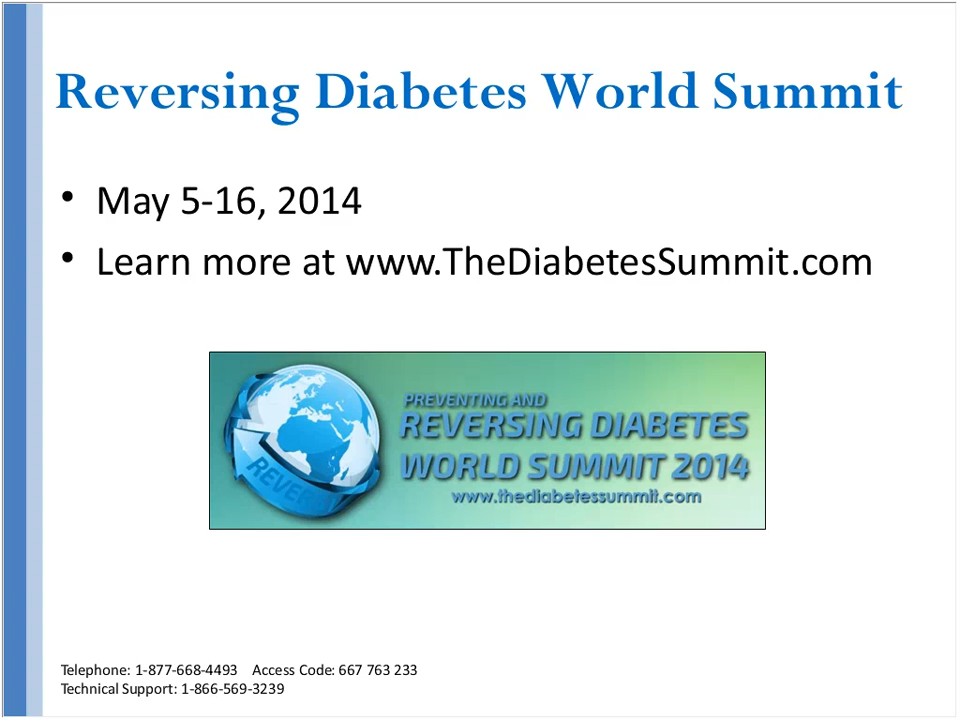 Reversing Diabetes World Summit
• May 5-16, 2014
• Learn more at www.TheDiabetesSummit.com
PREVENTING AND
REVERSING DIABETES
WORLD SUMMIT 2014
www.thediabetessummit.com
Telephone: 1-877-668-4493 Access Code: 667 763 233
Technical Support: 1-866-569-3239